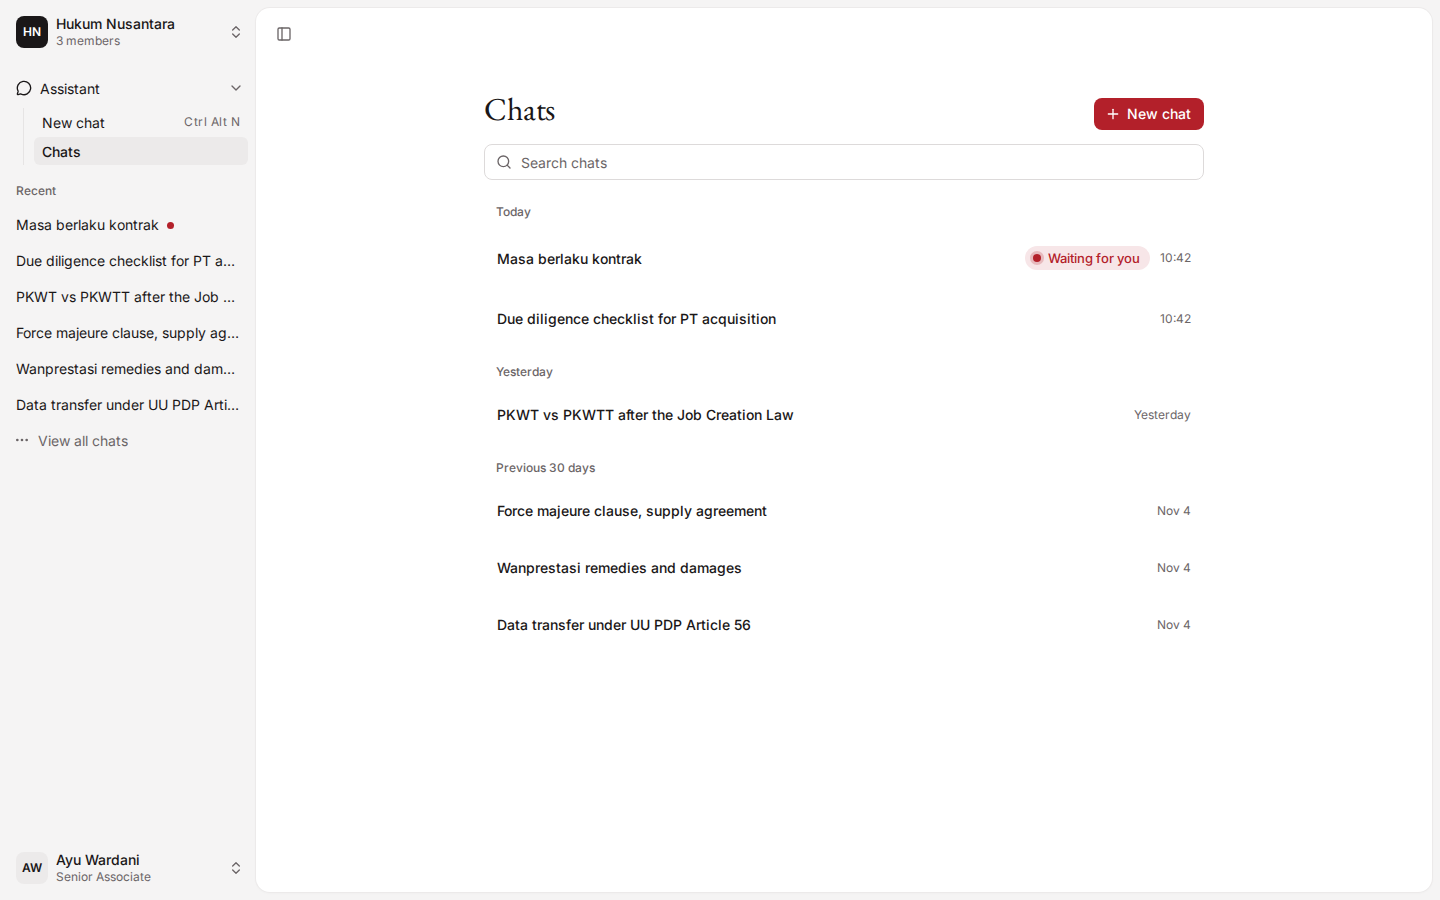 HN
Hukum Nusantara
3 members
Assistant
New chat
Ctrl Alt N
Chats
Recent
Masa berlaku kontrak
Due diligence checklist for PT a...
PKWT vs PKWTT after the Job ...
Force majeure clause, supply ag...
Wanprestasi remedies and dam...
Data transfer under UU PDP Arti...
View all chats
AW
Ayu Wardani
Senior Associate
Chats
New chat
Search chats
Today
Masa berlaku kontrak
Waiting for you
10:42
Due diligence checklist for PT acquisition
10:42
Yesterday
PKWT vs PKWTT after the Job Creation Law
Yesterday
Previous 30 days
Force majeure clause, supply agreement
Nov 4
Wanprestasi remedies and damages
Nov 4
Data transfer under UU PDP Article 56
Nov 4